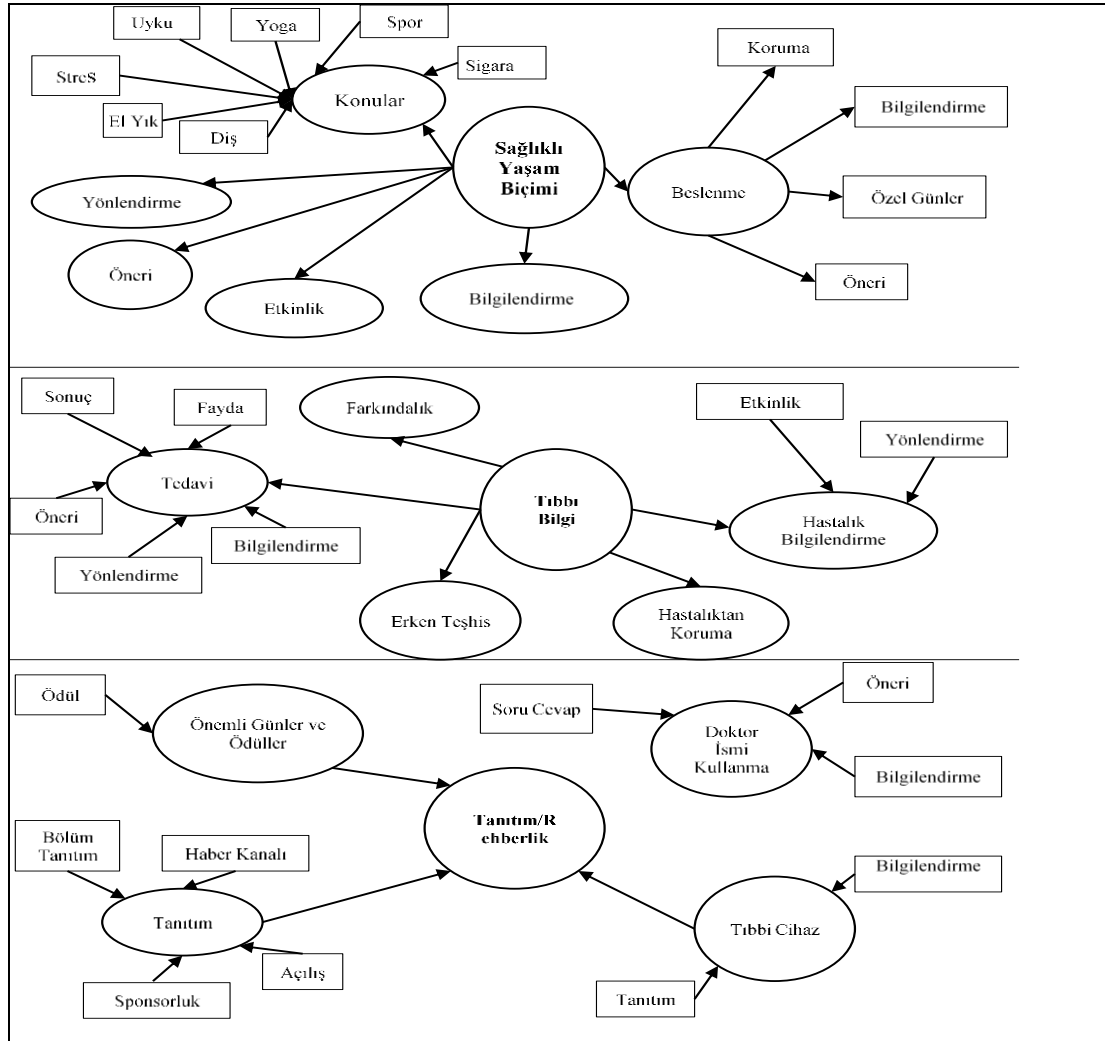 Uyku
Yoga
Spor
Koruma
StreS
Sigara
Konular
Bilgilendirme
El Yık
Diş
Sağlıklı
Yaşam
Biçimi
Beslenme
Özel Günler
Yönlendirme
Öneri
Etkinlik
Bilgilendirme
Öneri
Sonuç
Fayda
Farkındalık
Etkinlik
Yönlendirme
Tedavi
Tıbbı
Bilgi
Öneri
Bilgilendirme
Hastalık
Bilgilendirme
Yönlendirme
Erken Teşhis
Hastalıktan
Koruma
Ödül
Önemli Günler ve
Ödüller
Soru Cevap
Öneri
Doktor
İsmi
Kullanma
Bilgilendirme
Tanıtım/R
ehberlik
Bölüm
Tanıtım
Haber Kanalı
Bilgilendirme
Tanıtım
Tıbbi Cihaz
Açılış
Sponsorluk
Tanıtım